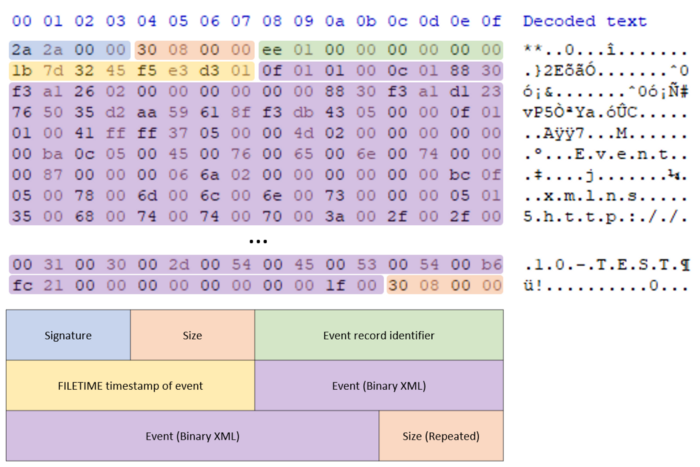 00 01 02 03 04 05 06 07 08 09 0a 0b 0c 0d 0e 0f Decoded text
2a 2a 00 00 30 08 00 00 ee 01 00 00 00 00 00 00 **..0...î.......
1b 7d 32 45 f5 e3 d3 01 0f 01 01 00 0c 01 88 30 .}2EõãÓ.......ˆ0
f3 a1 26 02 00 00 00 00 00 88 30 f3 a1 d1 23 ó¡&.......ˆ0ó¡Ñ#
76 50 35 d2 aa 59 61 8f f3 db 43 05 00 00 0f 01 vP5ÒªYa.óÛC.....
01 00 41 ff ff 37 05 00 00 4d 02 00 00 00 00 00 ..Aÿÿ7...M......
00 ba 0c 05 00 45 00 76 00 65 00 6e 00 74 00 00 .º...E.v.e.n.t..
00 87 00 00 00 06 6a 02 00 00 00 00 00 00 bc 0f .‡....j.......¼.
05 00 78 00 6d 00 6c 00 6e 00 73 00 00 00 05 01 ..x.m.l.n.s.....
35 00 68 00 74 00 74 00 70 00 3a 00 2f 00 2f 00 5.h.t.t.p.:././.
...
00 31 00 30 00 2d 00 54 00 45 00 53 00 54 00 b6 .1.0.-.T.E.S.T.¶
fc 21 00 00 00 00 00 00 00 00 1f 00 30 08 00 00 ü!..........0...
Signature Size Event record identifier
FILETIME timestamp of event Event (Binary XML)
Event (Binary XML) Size (Repeated)